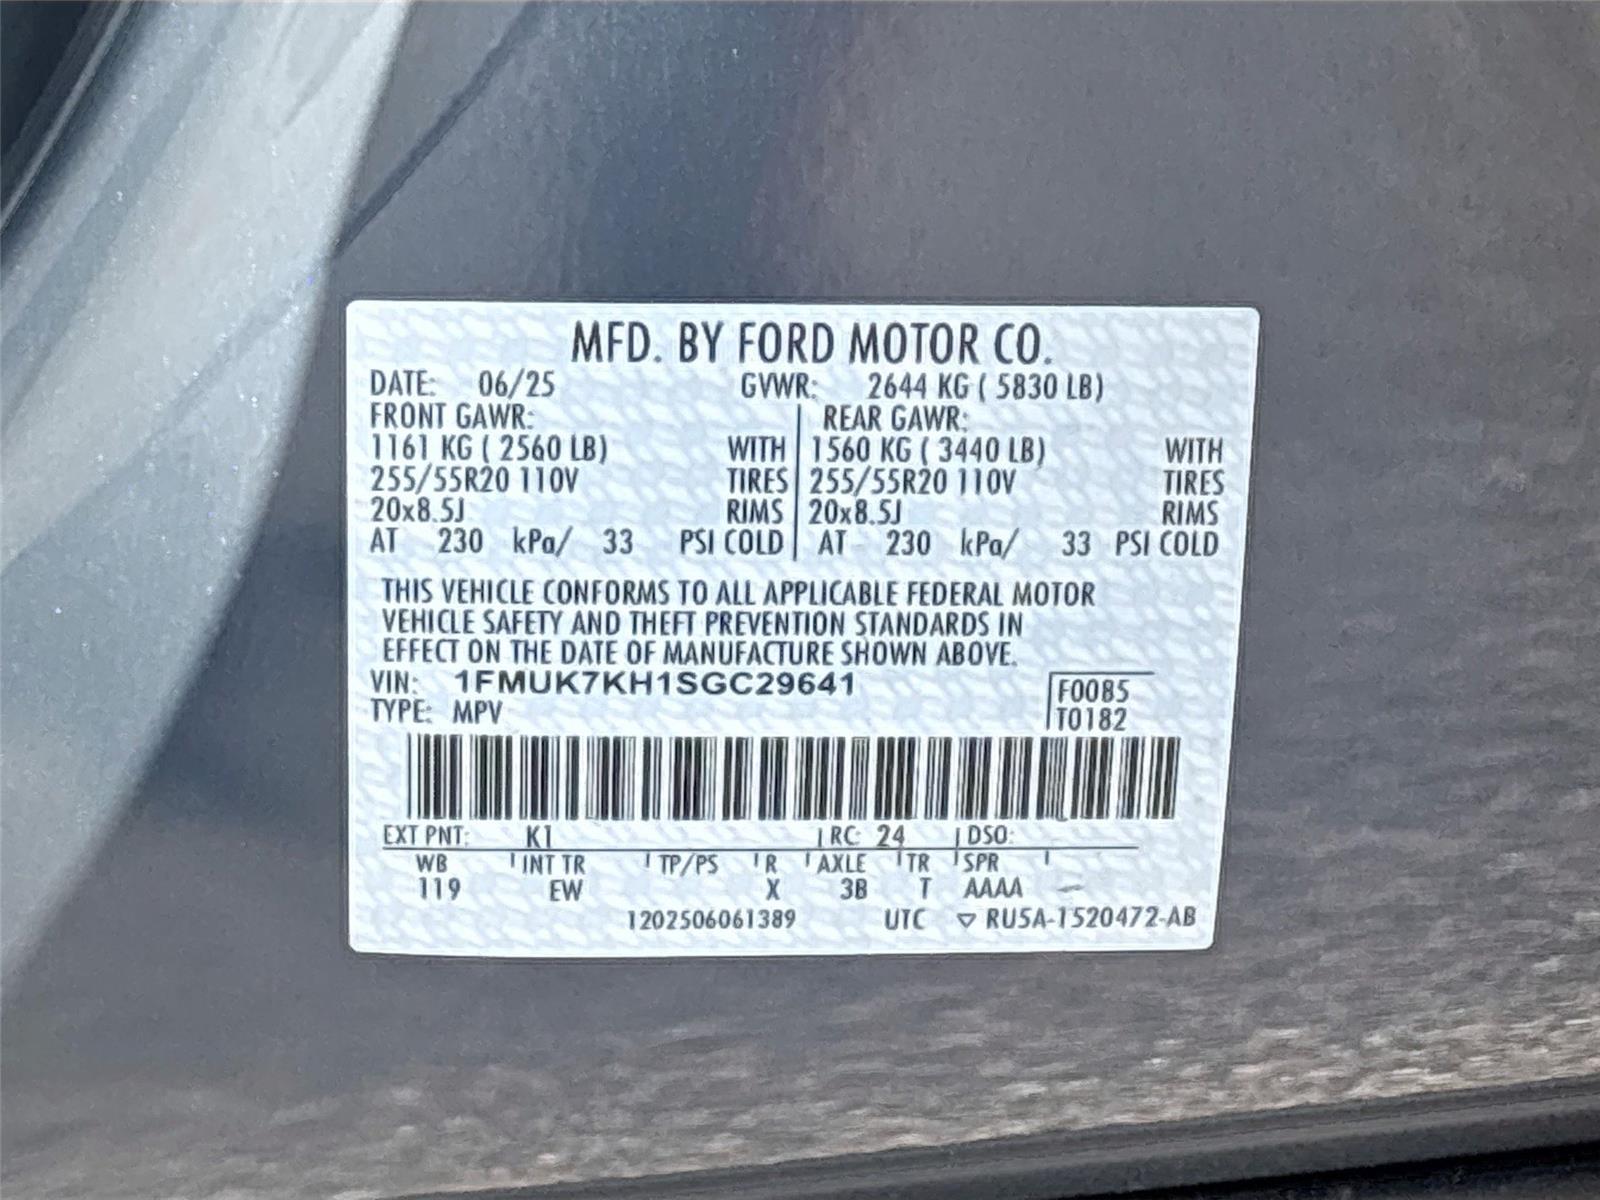 MFD. BY FORD MOTOR CO.
DATE: 06/25 GVWR: 2644 KG ( 5830 LB)
FRONT GAWR: REAR GAWR:
1161 KG ( 2560 LB) WITH 1560 KG ( 3440 LB) WITH
255/55R20 110V TIRES 255/55R20 110V TIRES
20x8.5J RIMS 20x8.5J RIMS
AT 230 kPa/ 33 PSI COLD AT 230 kPa/ 33 PSI COLD
THIS VEHICLE CONFORMS TO ALL APPLICABLE FEDERAL MOTOR
VEHICLE SAFETY AND THEFT PREVENTION STANDARDS IN
EFFECT ON THE DATE OF MANUFACTURE SHOWN ABOVE.
VIN: 1FMUK7KH1SGC29641 F0085
TYPE: MPV T0182
EXT PNT: K1 RC: 24 DSO:
WB INT TR TP/PS R AXLE TR SPR
119 EW X 3B T AAAA
1202506061389 UTC ▽ RU5A-1520472-AB